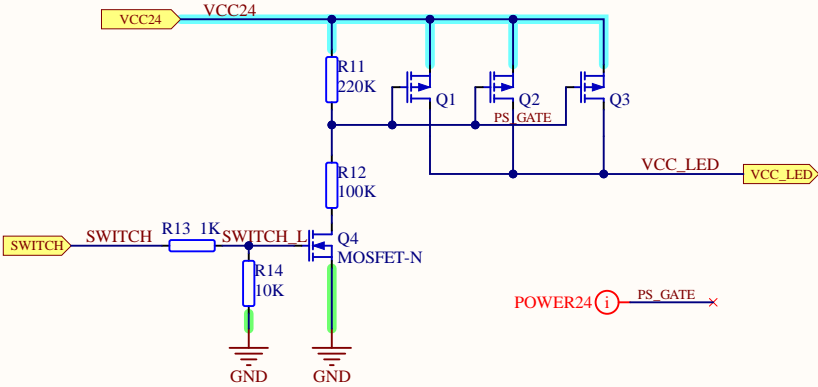 VCC24
VCC24
R11
220K
Q1
Q2
Q3
PS_GATE
VCC_LED
VCC_LED
R12
100K
SWITCH
SWITCH
R13 1K
SWITCH_L
Q4
MOSFET-N
R14
10K
POWER24
i
PS_GATE
GND
GND